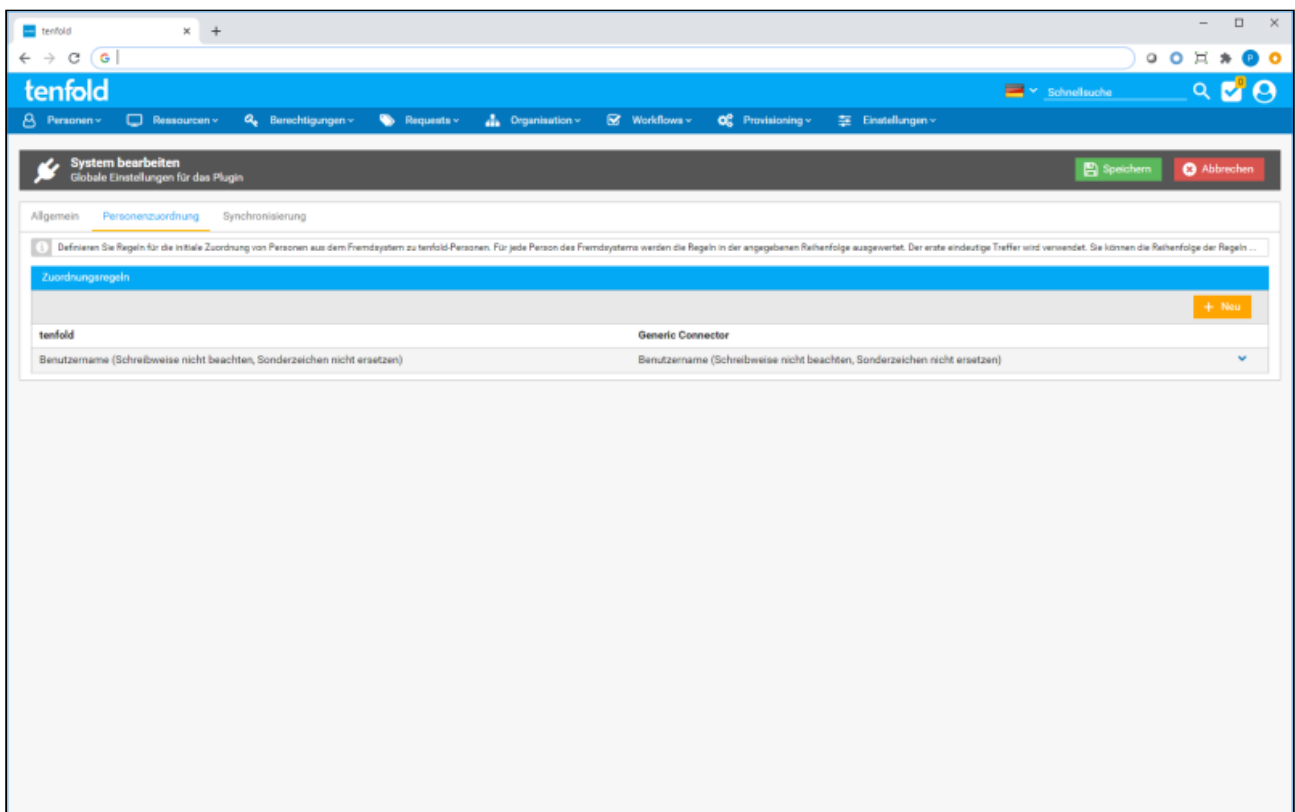 tenfold
G
P
tenfold
Schnellsuche
0
Personen
Ressourcen
Berechtigungen
Requests
Organisation
Workflows
Provisioning
Einstellungen
System bearbeiten
Globale Einstellungen für das Plugin
Speichern
Abbrechen
Allgemein
Personenzuordnung
Synchronisierung
Definieren Sie Regeln für die initiale Zuordnung von Personen aus dem Fremdsystem zu tenfold-Personen. Für jede Person des Fremdsystems werden die Regeln in der angegebenen Reihenfolge ausgewertet. Der erste eindeutige Treffer wird verwendet. Sie können die Reihenfolge der Regeln ...
Zuordnungsregeln
+ Neu
tenfold
Generic Connector
Benutzername (Schreibweise nicht beachten, Sonderzeichen nicht ersetzen)
Benutzername (Schreibweise nicht beachten, Sonderzeichen nicht ersetzen)